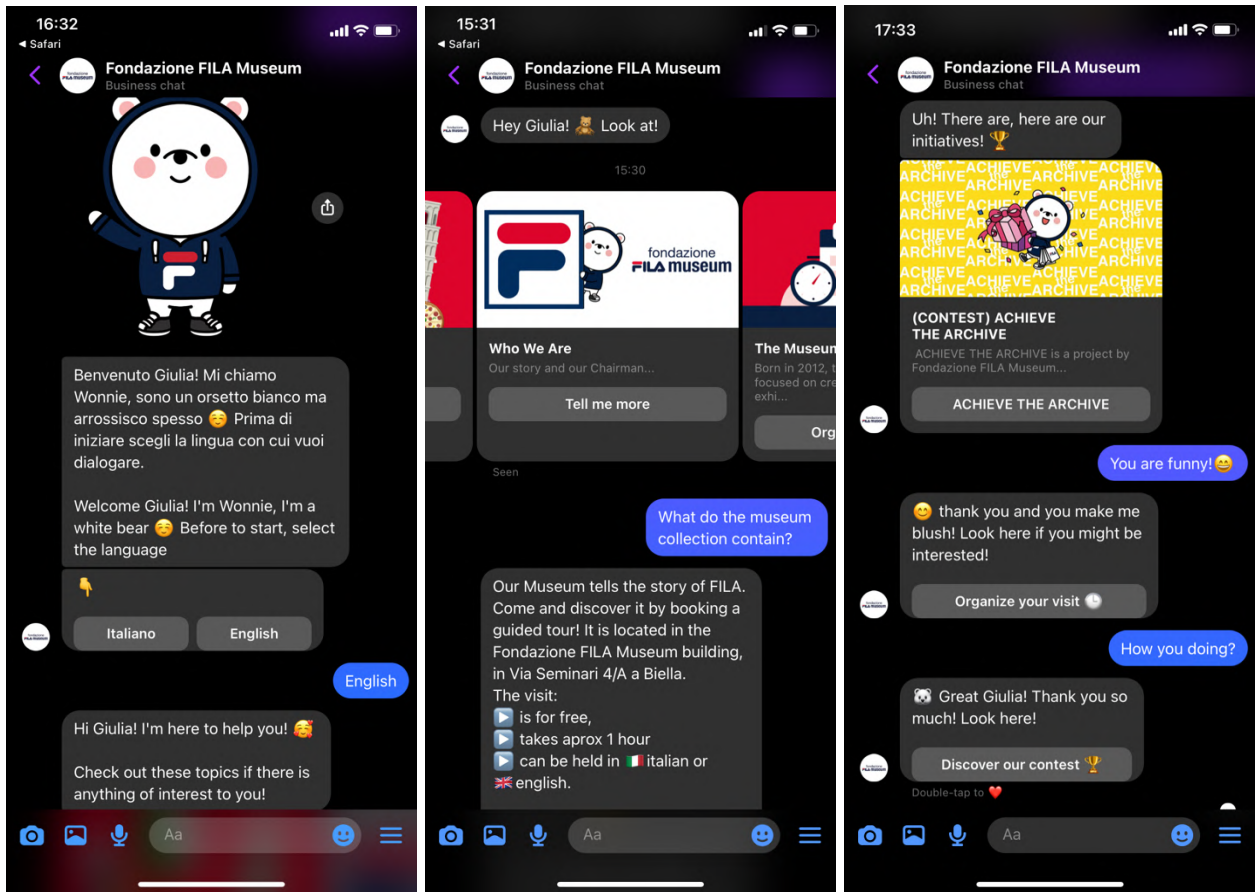 16:32
◄ Safari
Fondazione FILA Museum
Business chat
Benvenuto Giulia! Mi chiamo
Wonnie, sono un orsetto bianco ma
arrossisco spesso ☺️ Prima di
iniziare scegli la lingua con cui vuoi
dialogare.
Welcome Giulia! I'm Wonnie, I'm a
white bear ☺️ Before to start, select
the language
👇
Italiano
English
English
Hi Giulia! I'm here to help you! 🥰
Check out these topics if there is
anything of interest to you!
Aa
15:31
◄ Safari
Fondazione FILA Museum
Business chat
Hey Giulia! 🧸 Look at!
15:30
fondazione
FILA museum
Who We Are
Our story and our Chairman...
Tell me more
The Museum
Born in 2012, t
focused on cre
exhi...
Org
Seen
What do the museum
collection contain?
Our Museum tells the story of FILA.
Come and discover it by booking a
guided tour! It is located in the
Fondazione FILA Museum building,
in Via Seminari 4/A a Biella.
The visit:
▶️ is for free,
▶️ takes aprox 1 hour
▶️ can be held in 🇮🇹 italian or
🇬🇧 english.
Aa
17:33
Fondazione FILA Museum
Business chat
Uh! There are, here are our
initiatives! 🏆
ACHIEVE
the
ARCHIVE
(CONTEST) ACHIEVE
THE ARCHIVE
ACHIEVE THE ARCHIVE is a project by
Fondazione FILA Museum...
ACHIEVE THE ARCHIVE
You are funny!😄
😊 thank you and you make me
blush! Look here if you might be
interested!
Organize your visit 🕒
How you doing?
🐻‍❄️ Great Giulia! Thank you so
much! Look here!
Discover our contest 🏆
Double-tap to ❤️
Aa